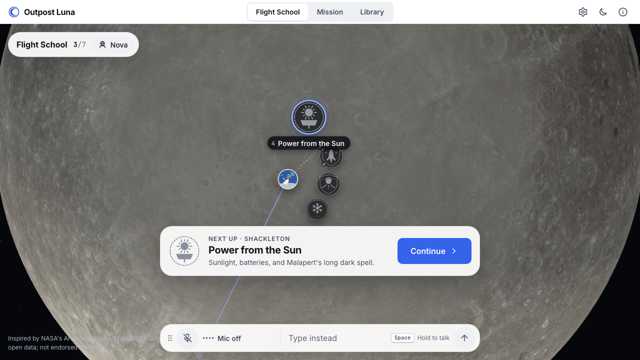 Outpost Luna
Flight School
Mission
Library
Flight School 3/7 Nova
4 Power from the Sun
NEXT UP · SHACKLETON
Power from the Sun
Sunlight, batteries, and Malapert's long dark spell.
Continue
Inspired by NASA's
open data; not endorsed
Mic off
Type instead
Space Hold to talk